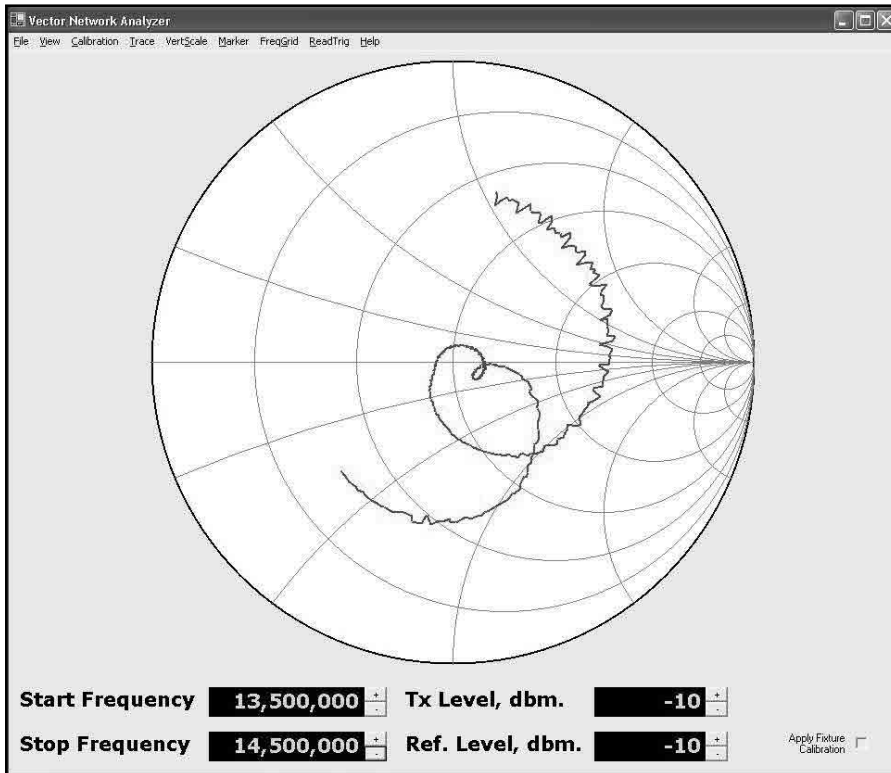 Vector Network Analyzer
File View Calibration Trace VertScale Marker FreqGrid ReadTrig Help
Start Frequency 13,500,000 + - Tx Level, dbm. -10 + -
Stop Frequency 14,500,000 + - Ref. Level, dbm. -10 + -
Apply Fixture
Calibration